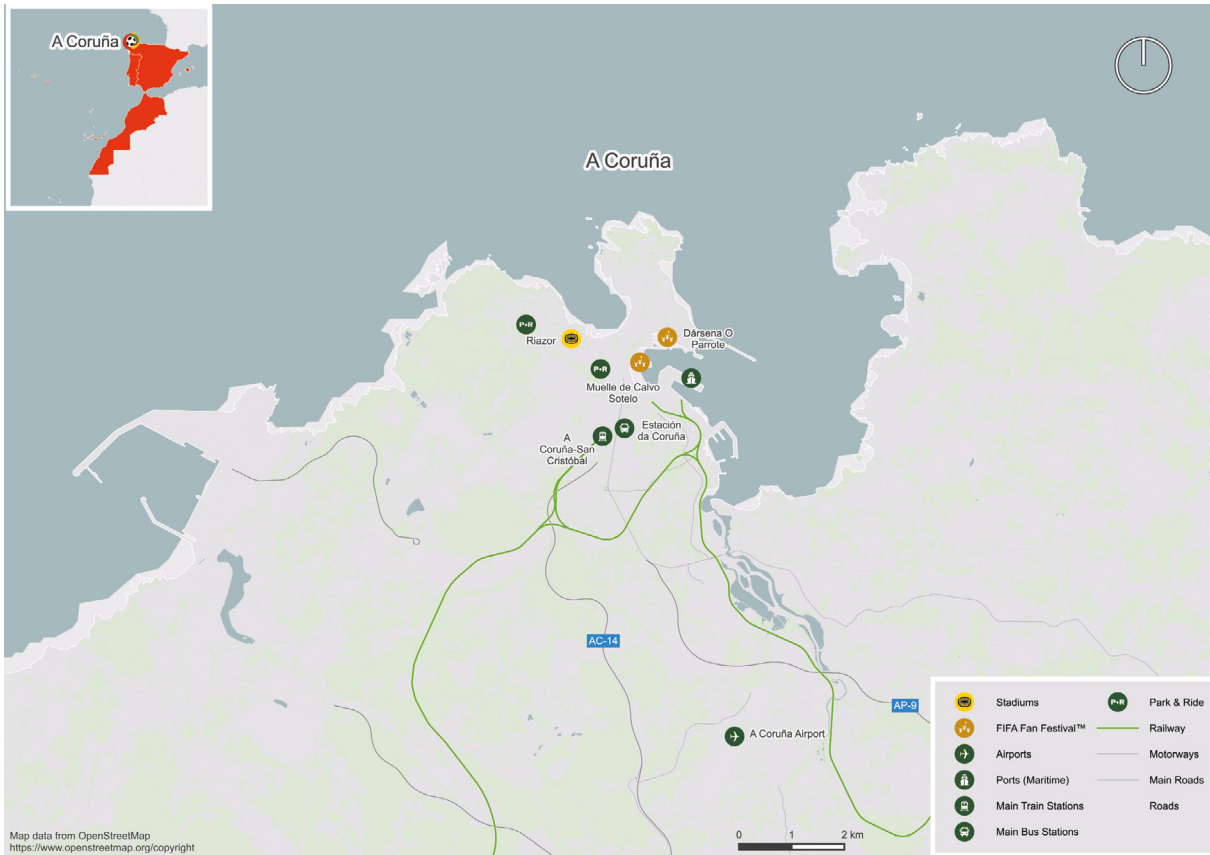 A Coruña
A Coruña
Riazor
Dársena O
Parrote
P+R
P+R
Muelle de Calvo
Sotelo
Estación
da Coruña
A
Coruña-San
Cristóbal
AC-14
AP-9
A Coruña Airport
Stadiums
FIFA Fan Festival™
Airports
Ports (Maritime)
Main Train Stations
Main Bus Stations
P+R
Park & Ride
Railway
Motorways
Main Roads
Roads
0 1 2 km
Map data from OpenStreetMap
https://www.openstreetmap.org/copyright